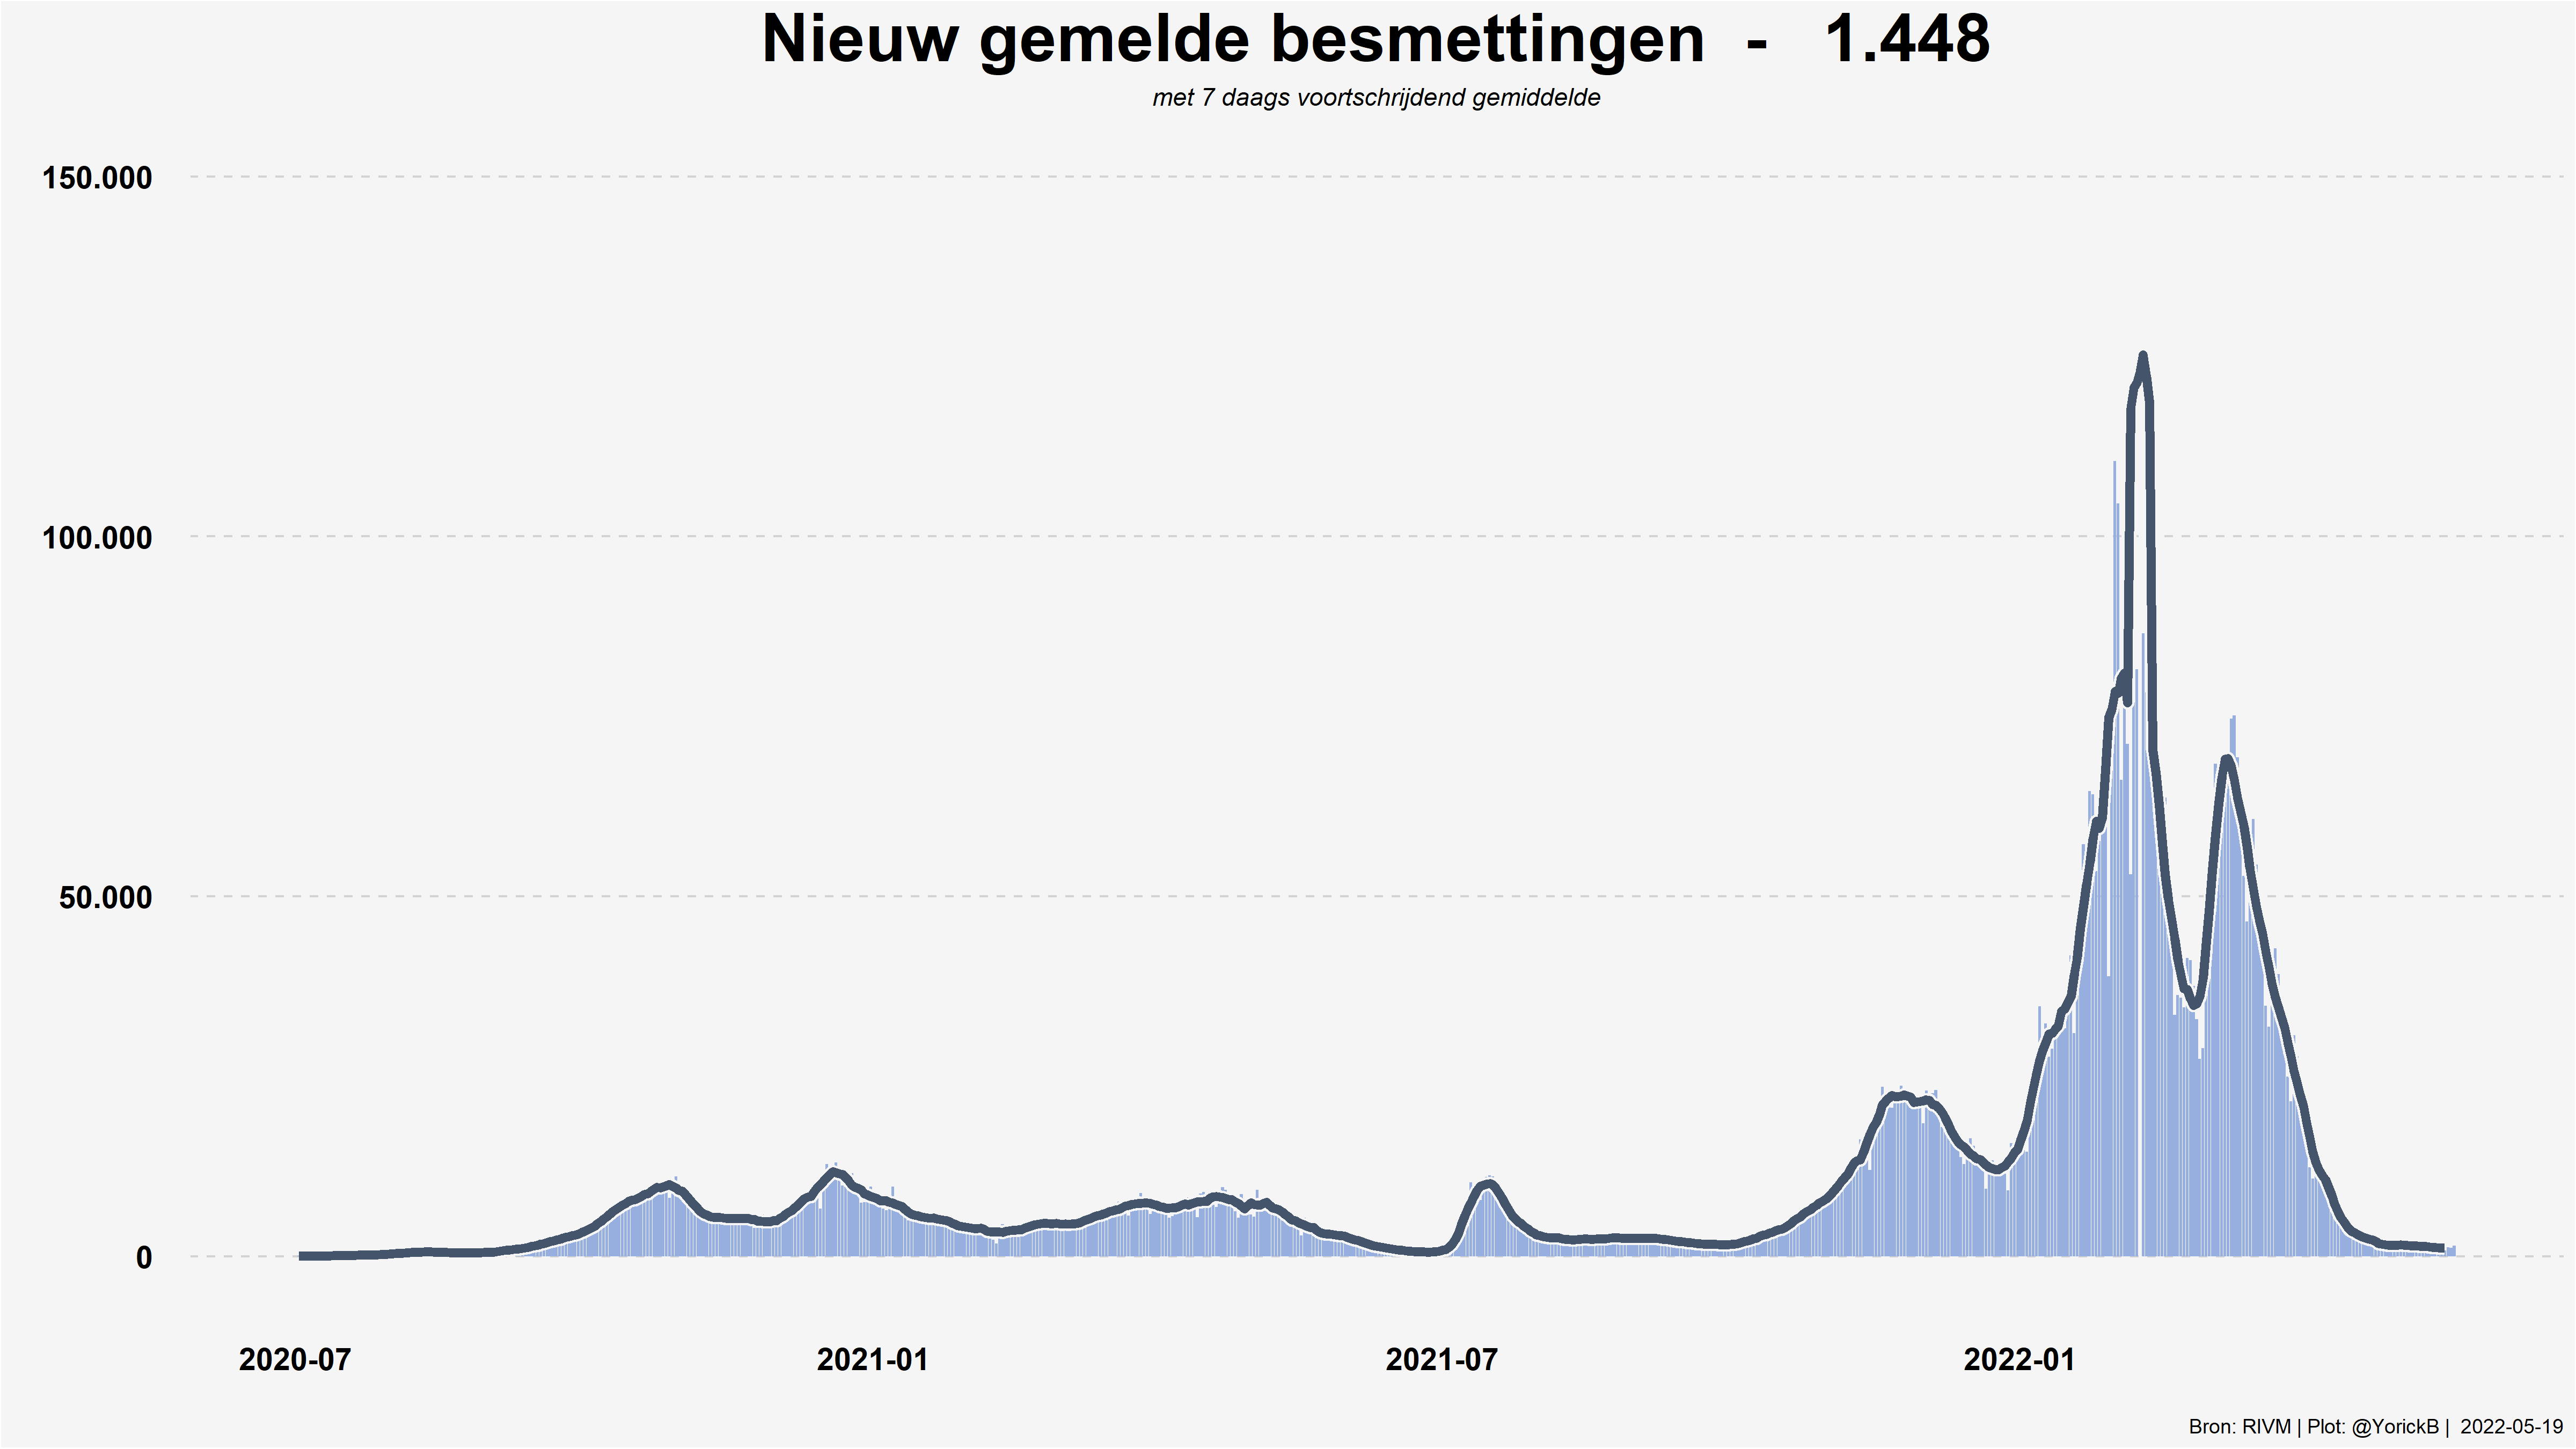 Nieuw gemelde besmettingen - 1.448
met 7 daags voortschrijdend gemiddelde
150.000
100.000
50.000
0
2020-07 2021-01 2021-07 2022-01
Bron: RIVM | Plot: @YorickB | 2022-05-19